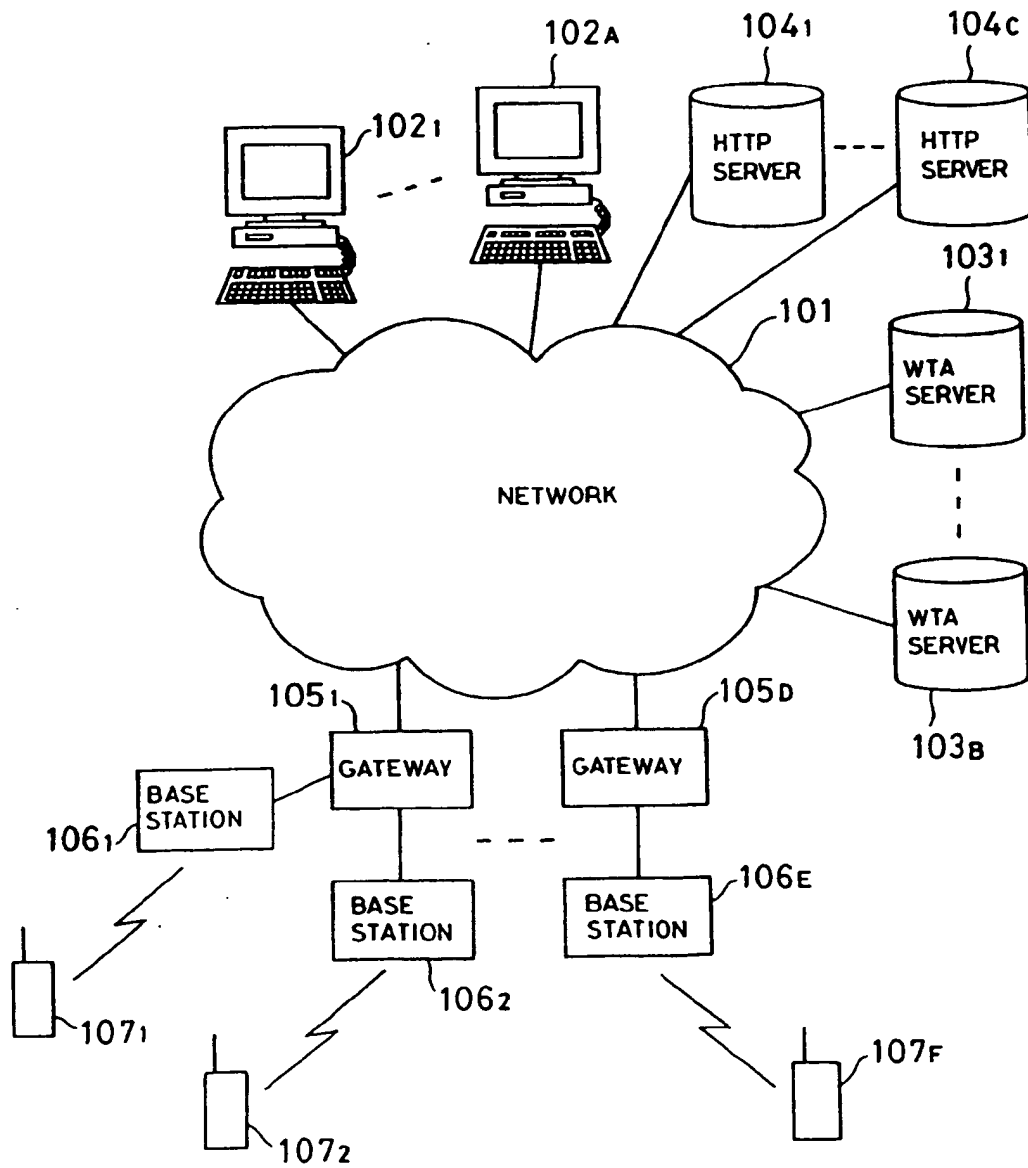 102A
1041
104C
1021
HTTP
SERVER
HTTP
SERVER
1031
101
WTA
SERVER
NETWORK
WTA
SERVER
1051
105D
103B
GATEWAY
GATEWAY
BASE
STATION
1061
106E
BASE
STATION
BASE
STATION
1062
1071
107F
1072